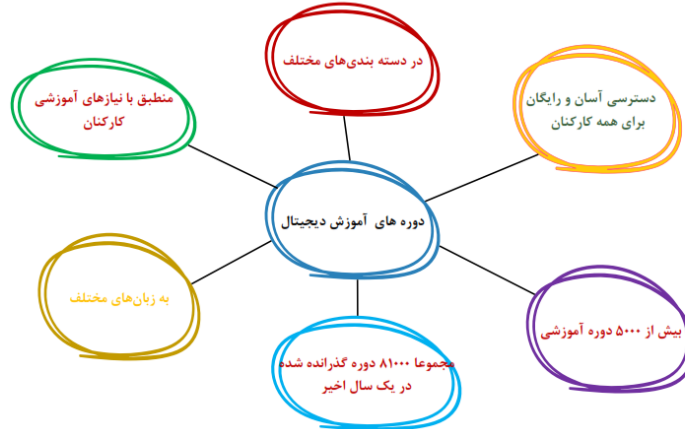 در دسته بندی‌های مختلف
دسترسی آسان و رایگان
برای همه کارکنان
منطبق با نیازهای آموزشی
کارکنان
دوره های آموزش دیجیتال
به زبان‌های مختلف
بیش از ۵۰۰۰ دوره آموزشی
مجموعا ۸۱۰۰۰ دوره گذرانده شده
در یک سال اخیر